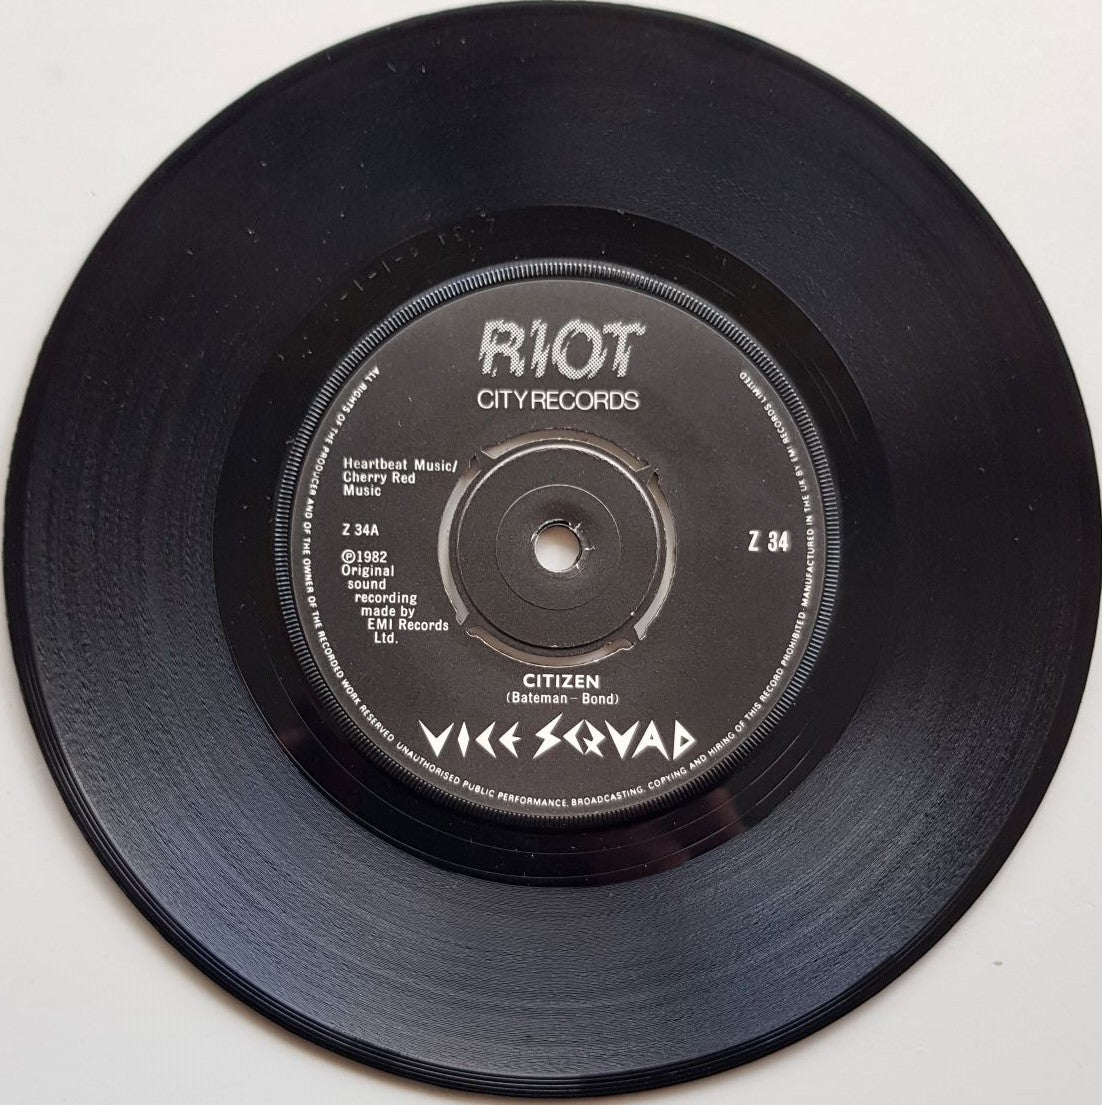 RIOT
CITY RECORDS
Heartbeat Music/
Cherry Red
Music
Z 34A
Z 34
℗1982
Original
sound
recording
made by
EMI Records
Ltd.
CITIZEN
(Bateman – Bond)
VICE SQUAD
ALL RIGHTS OF THE PRODUCER AND OF THE OWNER OF THE RECORDED WORK RESERVED. UNAUTHORISED PUBLIC PERFORMANCE, BROADCASTING, COPYING AND HIRING OF THIS RECORD PROHIBITED. MANUFACTURED IN THE UK BY EMI RECORDS LIMITED